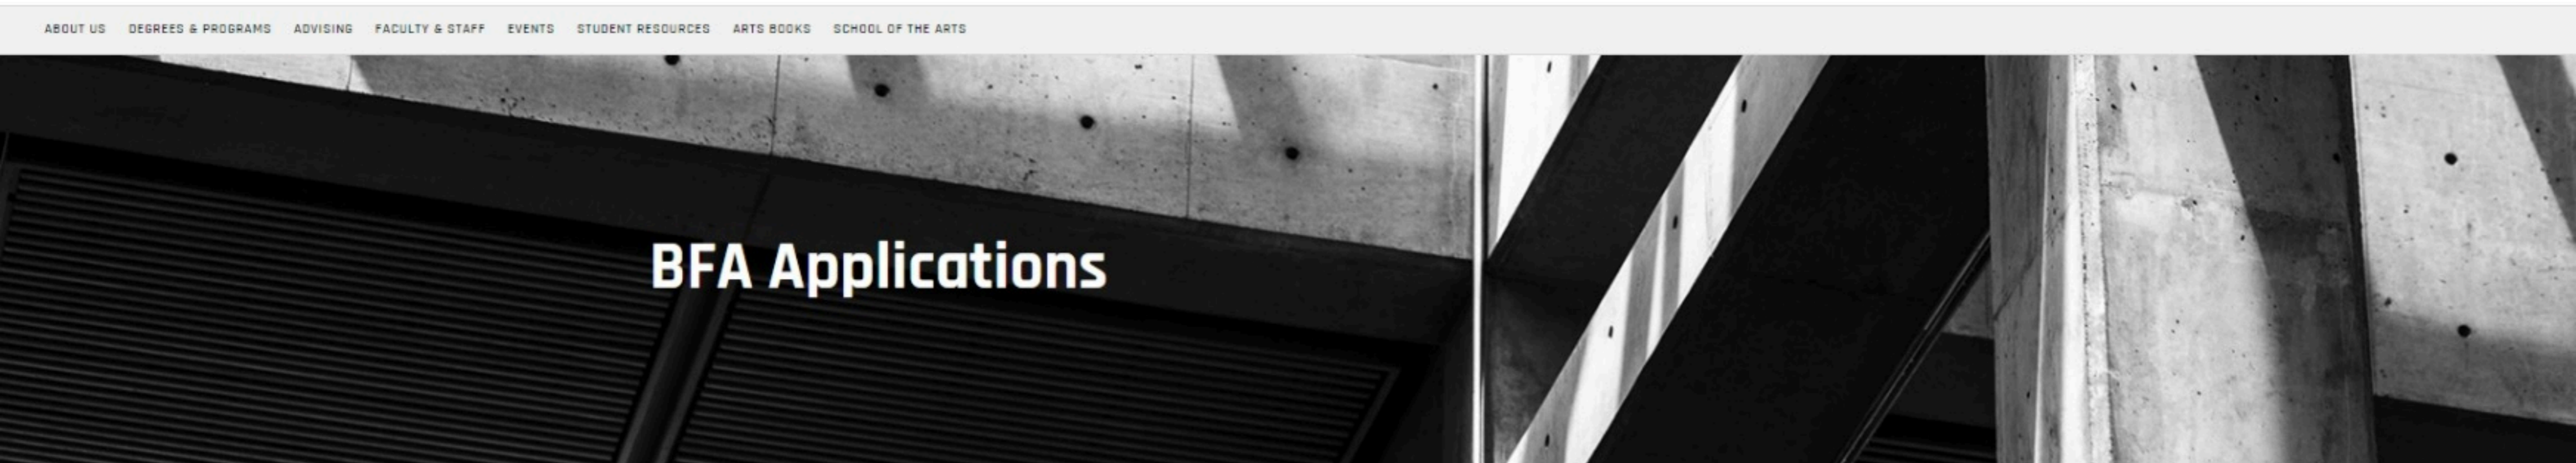 ABOUT US DEGREES & PROGRAMS ADVISING FACULTY & STAFF EVENTS STUDENT RESOURCES ARTS BOOKS SCHOOL OF THE ARTS
BFA Applications